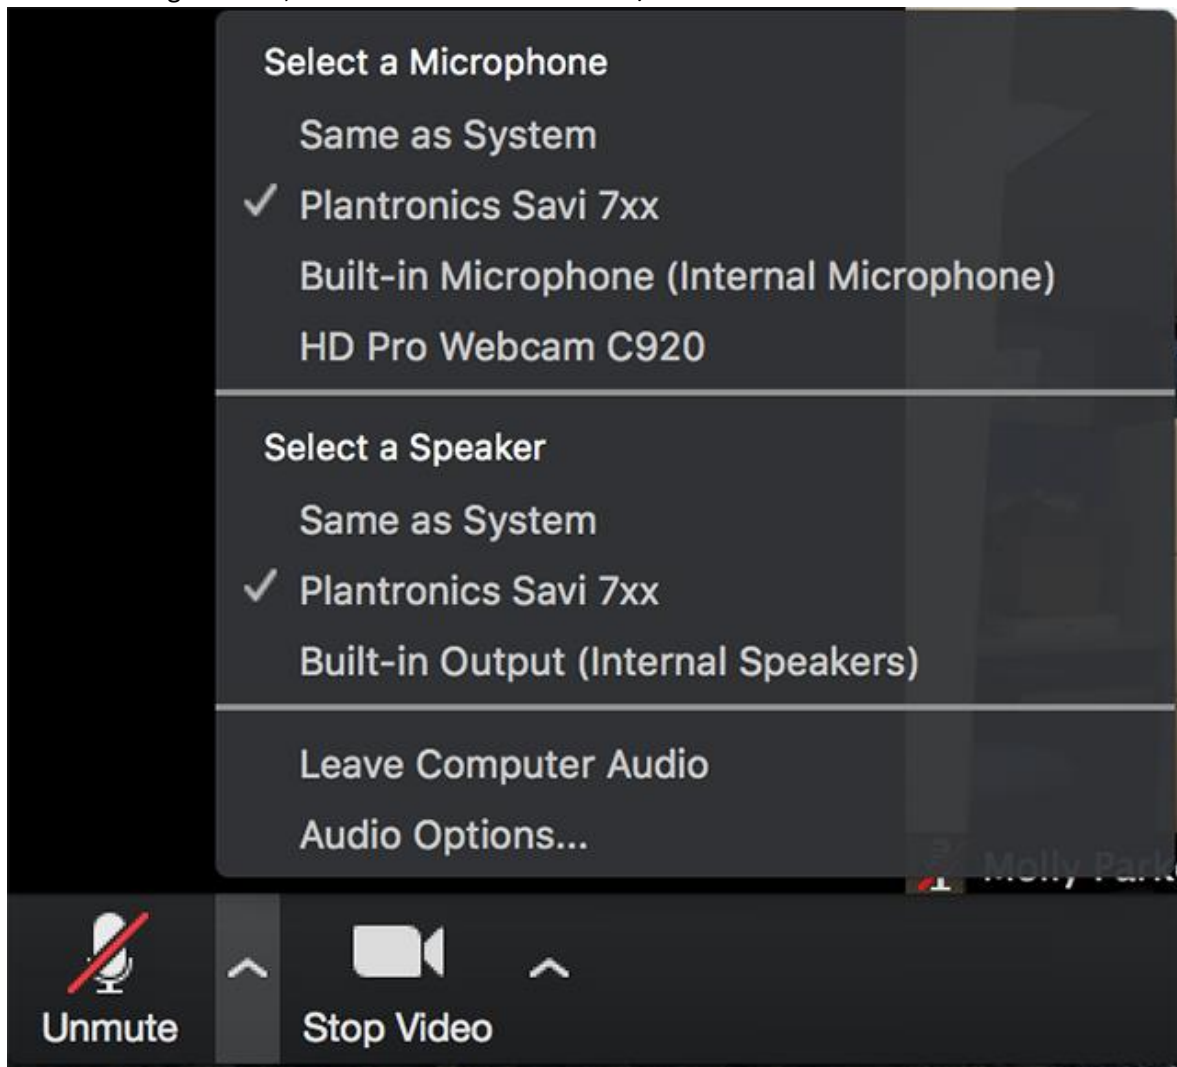 Select a Microphone
Same as System
Plantronics Savi 7xx
Built-in Microphone (Internal Microphone)
HD Pro Webcam C920
Select a Speaker
Same as System
Plantronics Savi 7xx
Built-in Output (Internal Speakers)
Leave Computer Audio
Audio Options...
Molly
Unmute
Stop Video